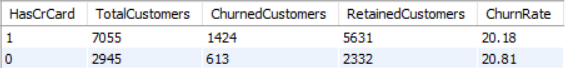 HasCrCard TotalCustomers ChurnedCustomers RetainedCustomers ChurnRate
1 7055 1424 5631 20.18
0 2945 613 2332 20.81